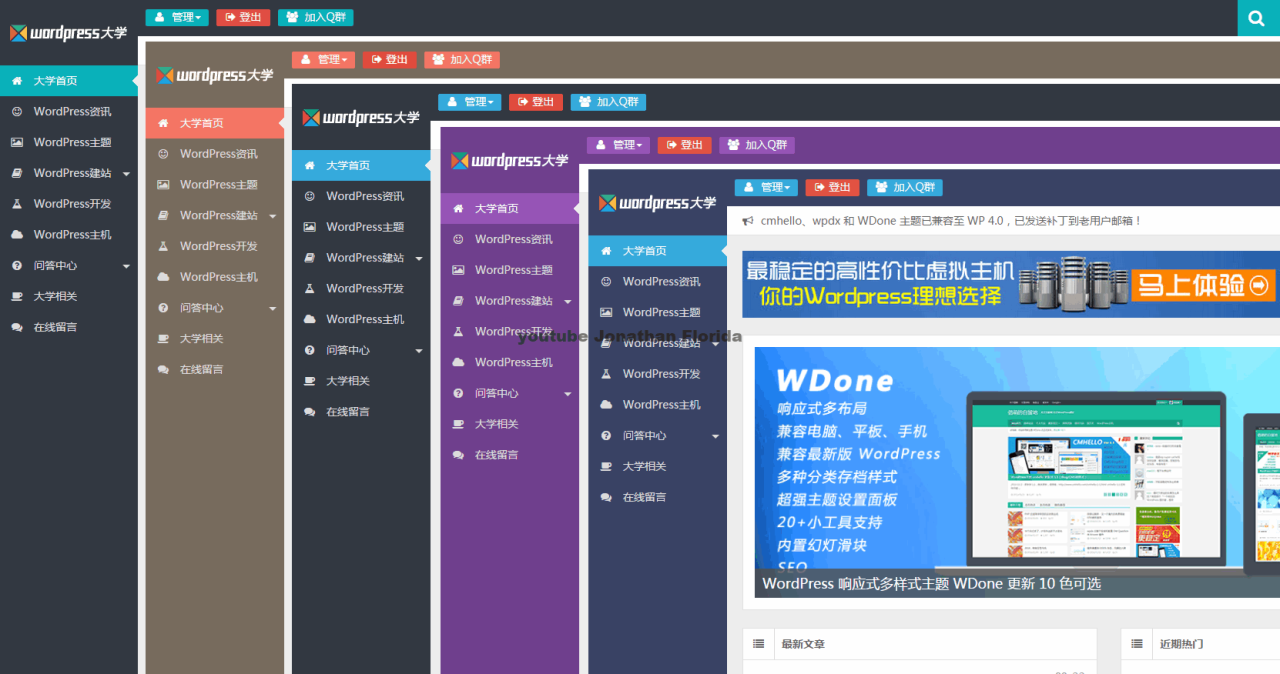 管理
登出
加入Q群
wordpress大学
大学首页
WordPress资讯
WordPress主题
WordPress建站
WordPress开发
WordPress主机
问答中心
大学相关
在线留言
管理
登出
加入Q群
wordpress大学
大学首页
WordPress资讯
WordPress主题
WordPress建站
WordPress开发
WordPress主机
问答中心
大学相关
在线留言
管理
登出
加入Q群
wordpress大学
大学首页
WordPress资讯
WordPress主题
WordPress建站
WordPress开发
WordPress主机
问答中心
大学相关
在线留言
管理
登出
加入Q群
wordpress大学
大学首页
WordPress资讯
WordPress主题
WordPress建站
WordPress开发
WordPress主机
问答中心
大学相关
在线留言
管理
登出
加入Q群
wordpress大学
大学首页
WordPress资讯
WordPress主题
WordPress建站
WordPress开发
WordPress主机
问答中心
大学相关
在线留言
youtube Jonathan Florida
cmhello、wpdx 和 WDone 主题已兼容至 WP 4.0，已发送补丁到老用户邮箱！
最稳定的高性价比虚拟主机
你的Wordpress理想选择
马上体验
WDone
响应式多布局
兼容电脑、平板、手机
兼容最新版 WordPress
多种分类存档样式
超强主题设置面板
20+小工具支持
内置幻灯滑块
SEO
CMHELLO
WordPress 响应式多样式主题 WDone 更新 10 色可选
最新文章
近期热门